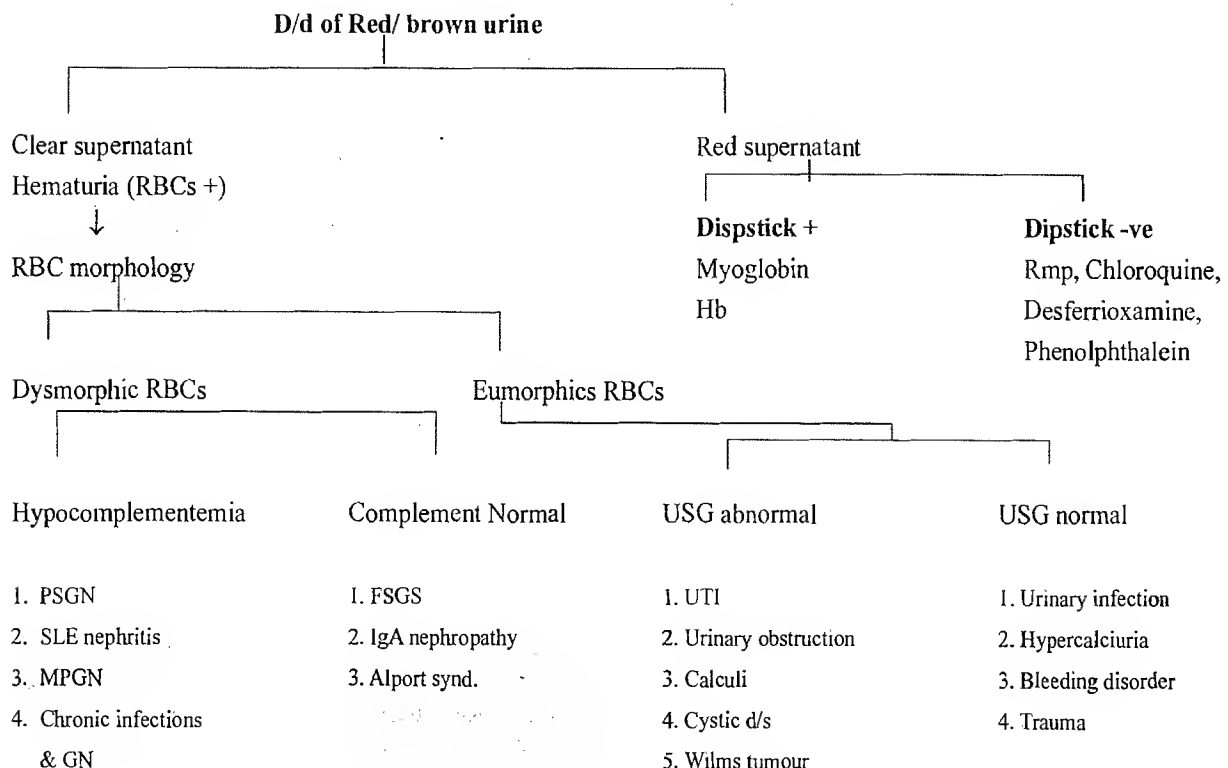 D/d of Red/ brown urine
Clear supernatant
Hematuria (RBCs +)
↓
RBC morphology
Red supernatant
Dispstick +
Myoglobin
Hb
Dipstick -ve
Rmp, Chloroquine,
Desferrioxamine,
Phenolphthalein
Dysmorphic RBCs
Eumorphics RBCs
Hypocomplementemia
1. PSGN
2. SLE nephritis
3. MPGN
4. Chronic infections
& GN
Complement Normal
1. FSGS
2. IgA nephropathy
3. Alport synd.
USG abnormal
1. UTI
2. Urinary obstruction
3. Calculi
4. Cystic d/s
5. Wilms tumour
USG normal
1. Urinary infection
2. Hypercalciuria
3. Bleeding disorder
4. Trauma